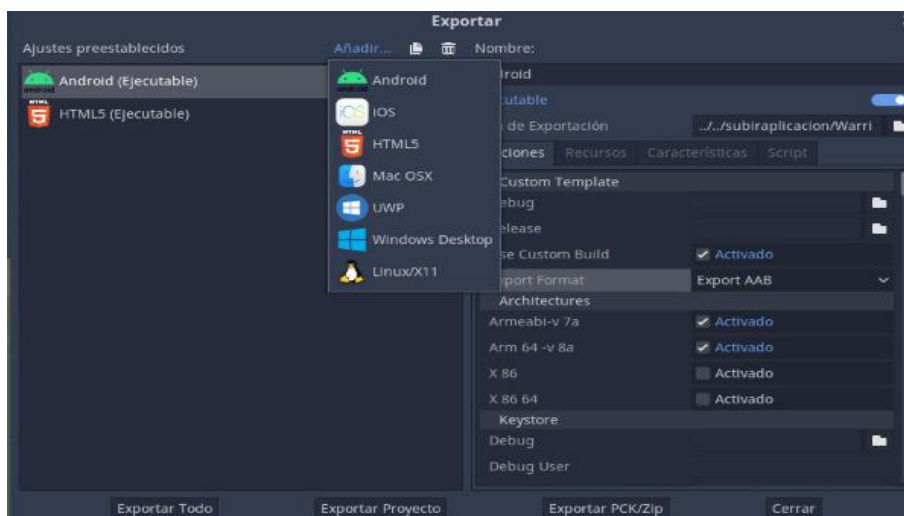 Exportar
Ajustes preestablecidos
Añadir...
Nombre:
Android (Ejecutable)
HTML5 (Ejecutable)
Android
iOS
HTML5
Mac OSX
UWP
Windows Desktop
Linux/X11
droid
cutable
de Exportación ../../subiraplicacion/Warri
ciones Recursos Características Script
Custom Template
ebug
elease
se Custom Build Activado
port Format Export AAB
Architectures
Armeabi-v 7a Activado
Arm 64 -v 8a Activado
X 86 Activado
X 86 64 Activado
Keystore
Debug
Debug User
Exportar Todo Exportar Proyecto Exportar PCK/Zip Cerrar